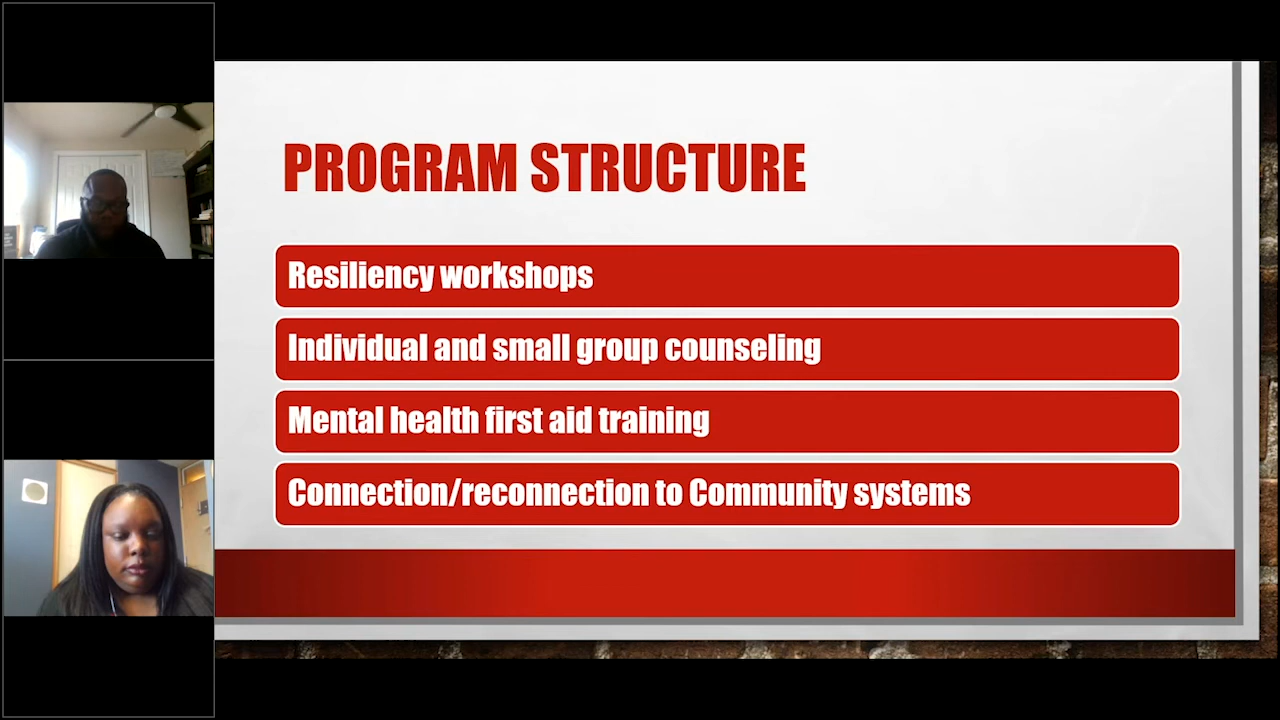 PROGRAM STRUCTURE
Resiliency workshops
Individual and small group counseling
Mental health first aid training
Connection/reconnection to Community systems